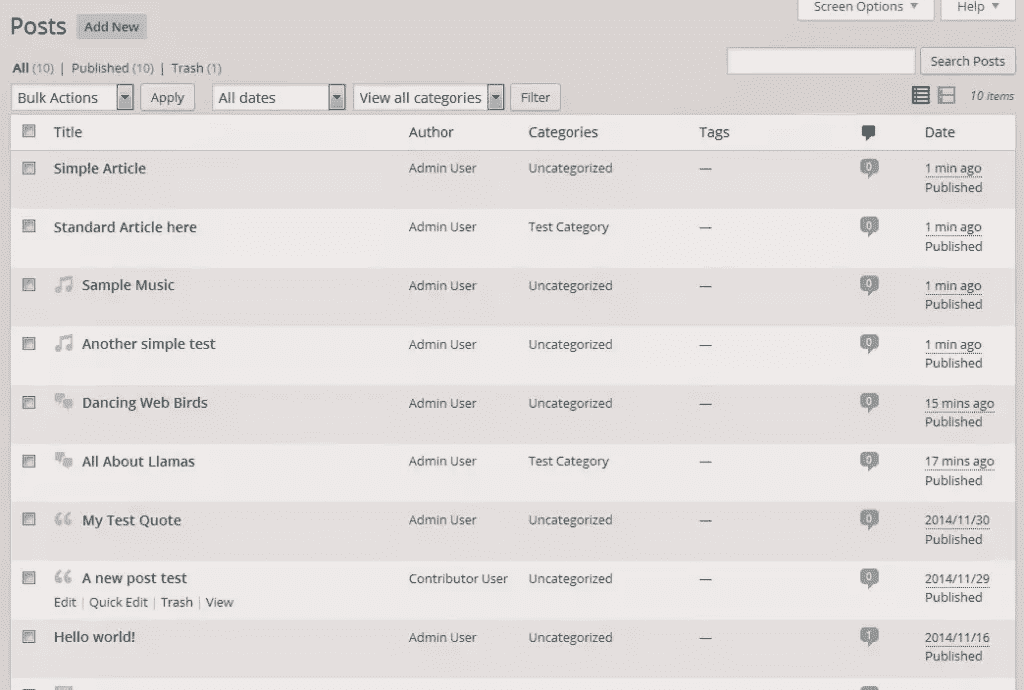 Screen Options Help
Posts Add New
All (10) | Published (10) | Trash (1)
Search Posts
Bulk Actions Apply All dates View all categories Filter 10 items
Title Author Categories Tags Date
Simple Article Admin User Uncategorized — 0 1 min ago
Published
Standard Article here Admin User Test Category — 0 1 min ago
Published
Sample Music Admin User Uncategorized — 0 1 min ago
Published
Another simple test Admin User Uncategorized — 0 1 min ago
Published
Dancing Web Birds Admin User Uncategorized — 0 15 mins ago
Published
All About Llamas Admin User Test Category — 0 17 mins ago
Published
My Test Quote Admin User Uncategorized — 0 2014/11/30
Published
A new post test Contributor User Uncategorized — 0 2014/11/29
Published
Edit | Quick Edit | Trash | View
Hello world! Admin User Uncategorized — 1 2014/11/16
Published